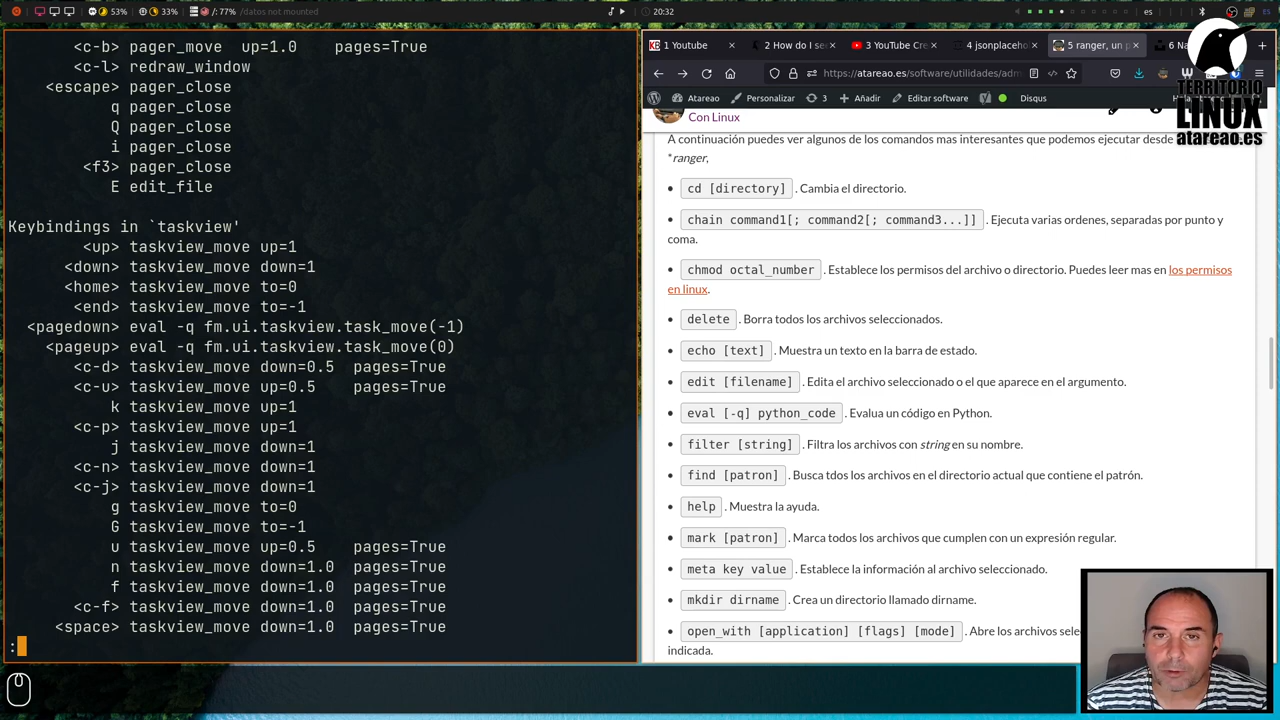 53% 33% /: 77% /datos not mounted 20:32 es ES
<c-b> pager_move up=1.0 pages=True
<c-l> redraw_window
<escape> pager_close
q pager_close
Q pager_close
i pager_close
<f3> pager_close
E edit_file
Keybindings in `taskview'
<up> taskview_move up=1
<down> taskview_move down=1
<home> taskview_move to=0
<end> taskview_move to=-1
<pagedown> eval -q fm.ui.taskview.task_move(-1)
<pageup> eval -q fm.ui.taskview.task_move(0)
<c-d> taskview_move down=0.5 pages=True
<c-u> taskview_move up=0.5 pages=True
k taskview_move up=1
<c-p> taskview_move up=1
j taskview_move down=1
<c-n> taskview_move down=1
<c-j> taskview_move down=1
g taskview_move to=0
G taskview_move to=-1
u taskview_move up=0.5 pages=True
n taskview_move down=1.0 pages=True
f taskview_move down=1.0 pages=True
<c-f> taskview_move down=1.0 pages=True
<space> taskview_move down=1.0 pages=True
:
1 Youtube 2 How do I se 3 YouTube Cre 4 jsonplaceho 5 ranger, un p 6 Na
https://atareao.es/software/utilidades/adm
Atareao Personalizar 3 Añadir Editar software Disqus
TERRITORIO
LINUX
atareao.es
Con Linux
A continuación puedes ver algunos de los comandos mas interesantes que podemos ejecutar desde
*ranger,
cd [directory] . Cambia el directorio.
chain command1[; command2[; command3...]] . Ejecuta varias ordenes, separadas por punto y
coma.
chmod octal_number . Establece los permisos del archivo o directorio. Puedes leer mas en los permisos
en linux.
delete . Borra todos los archivos seleccionados.
echo [text] . Muestra un texto en la barra de estado.
edit [filename] . Edita el archivo seleccionado o el que aparece en el argumento.
eval [-q] python_code . Evalua un código en Python.
filter [string] . Filtra los archivos con string en su nombre.
find [patron] . Busca tdos los archivos en el directorio actual que contiene el patrón.
help . Muestra la ayuda.
mark [patron] . Marca todos los archivos que cumplen con un expresión regular.
meta key value . Establece la información al archivo seleccionado.
mkdir dirname . Crea un directorio llamado dirname.
open_with [application] [flags] [mode] . Abre los archivos sele
indicada.